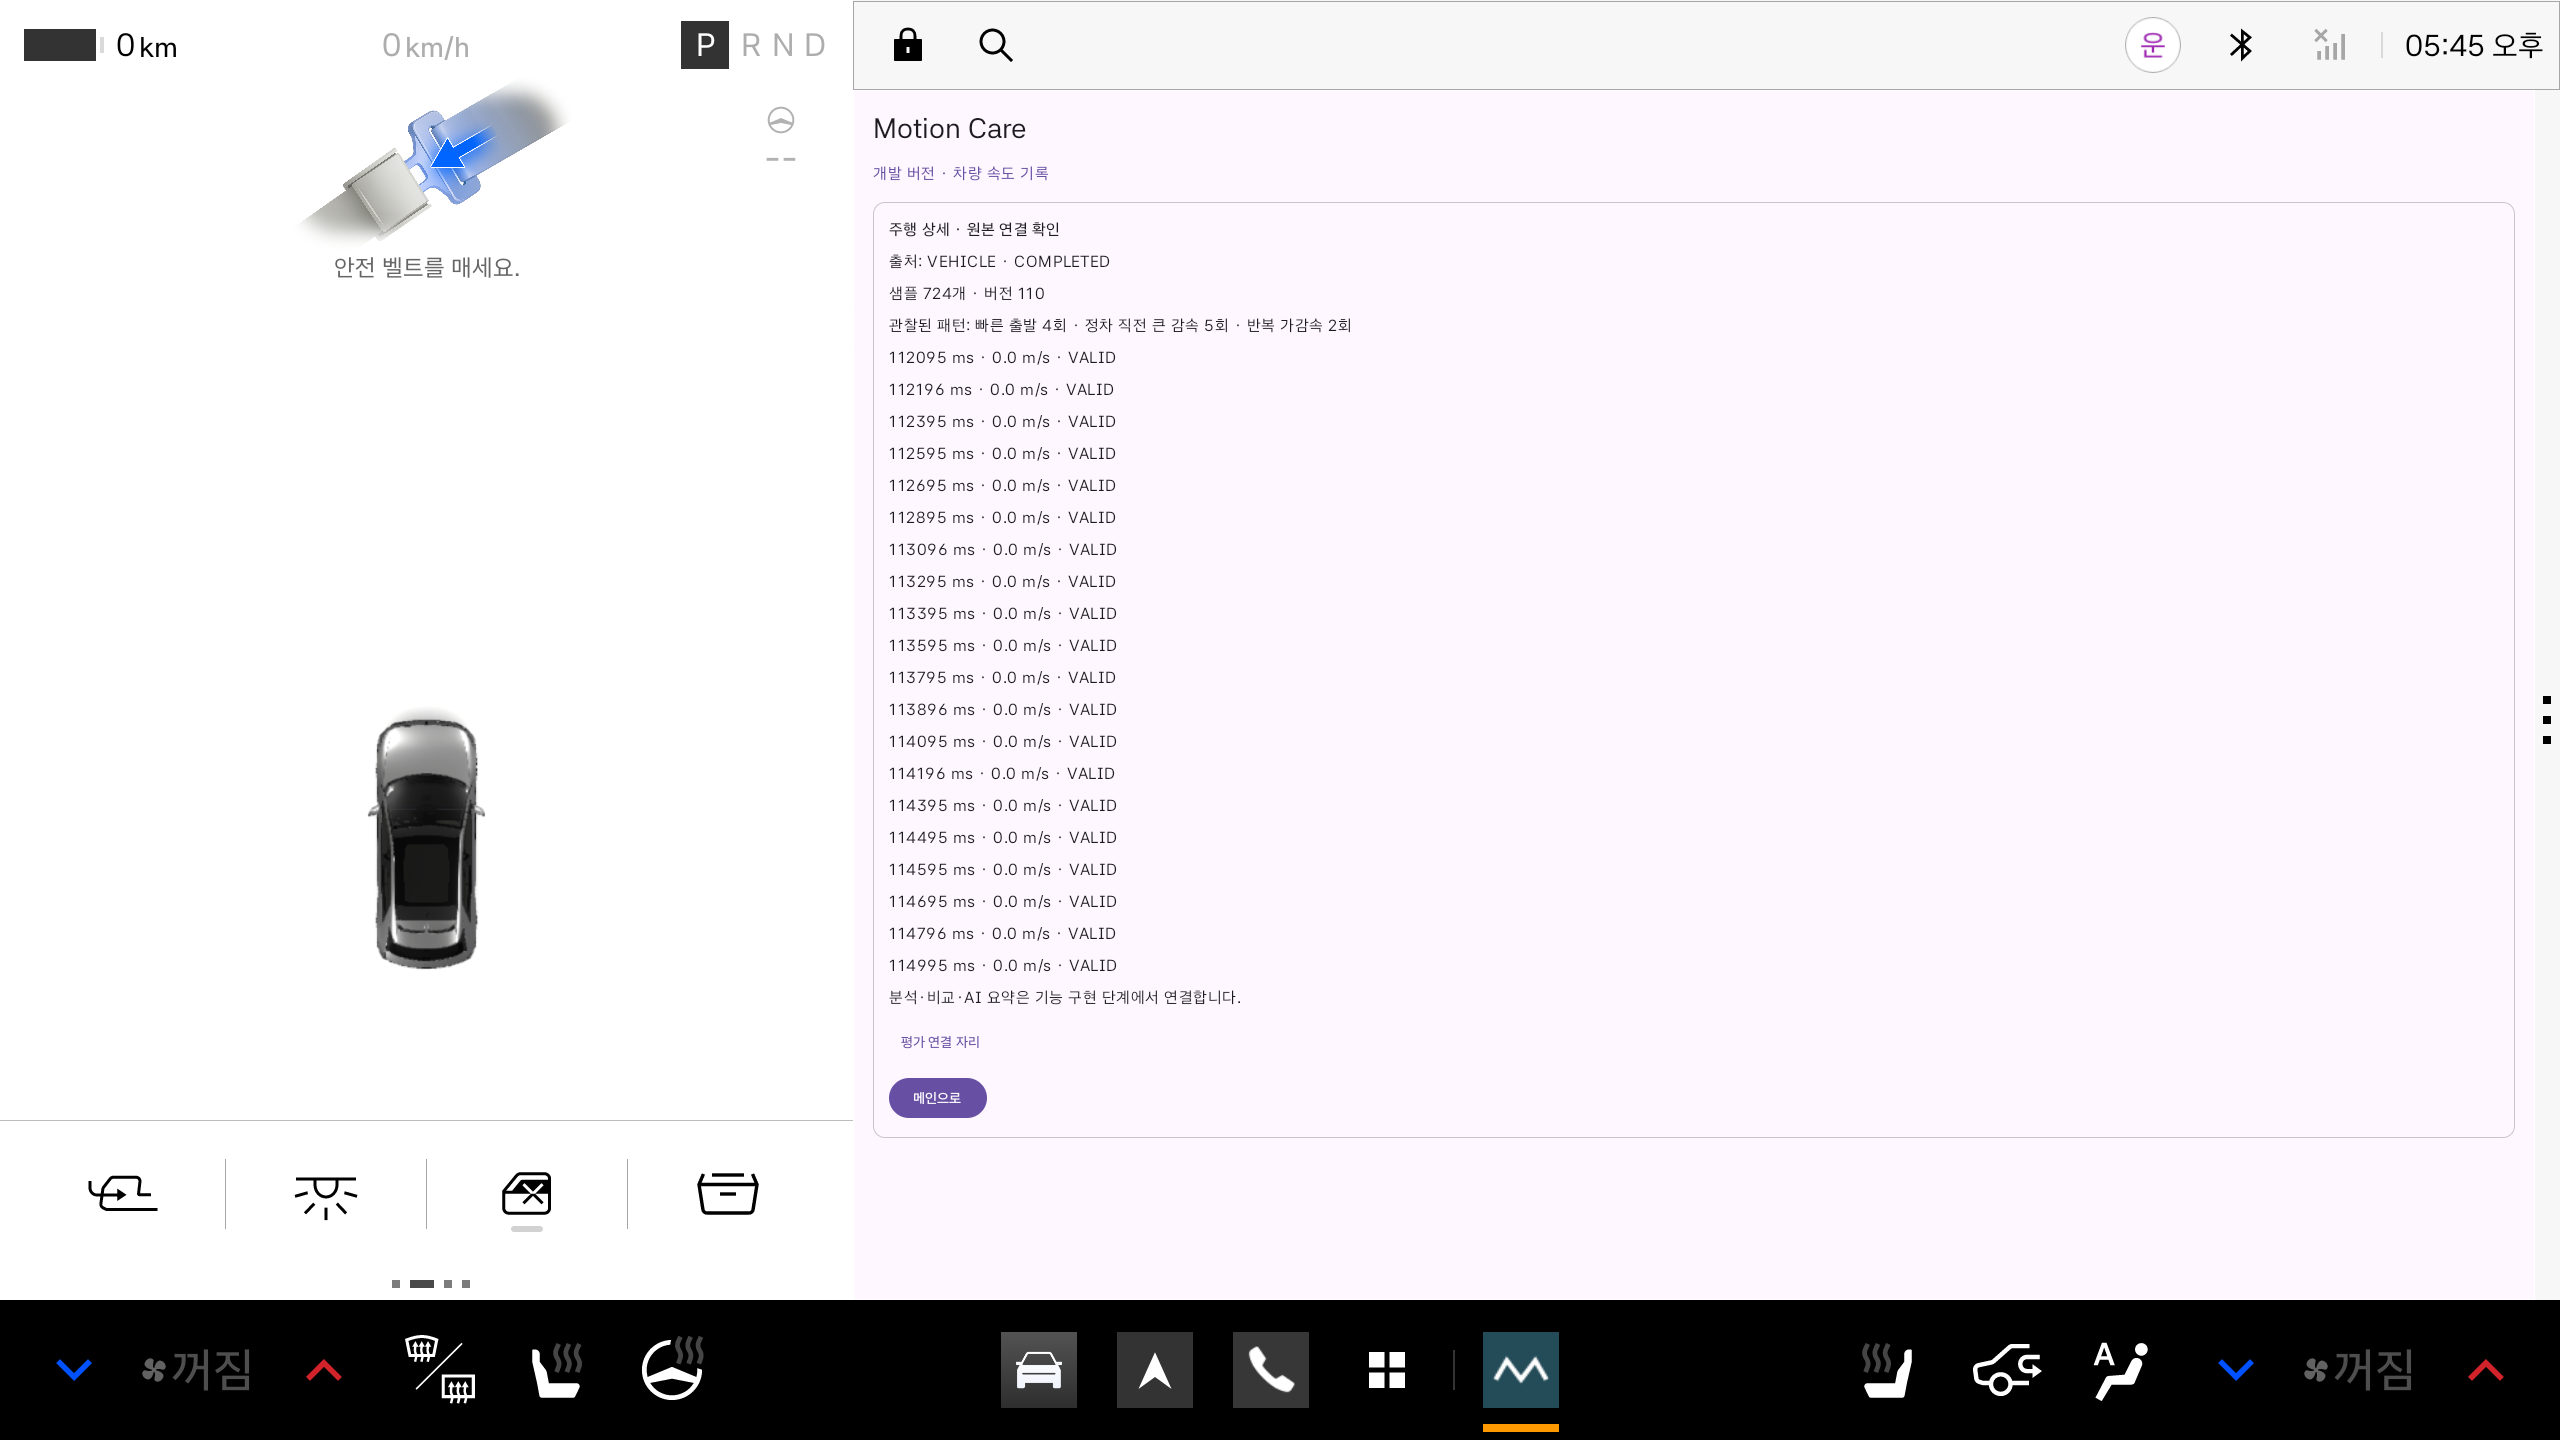 0 km
0 km/h
P R N D
안전 벨트를 매세요.
운
05:45 오후
Motion Care
개발 버전 · 차량 속도 기록
주행 상세 · 원본 연결 확인
출처: VEHICLE · COMPLETED
샘플 724개 · 버전 110
관찰된 패턴: 빠른 출발 4회 · 정차 직전 큰 감속 5회 · 반복 가감속 2회
112095 ms · 0.0 m/s · VALID
112196 ms · 0.0 m/s · VALID
112395 ms · 0.0 m/s · VALID
112595 ms · 0.0 m/s · VALID
112695 ms · 0.0 m/s · VALID
112895 ms · 0.0 m/s · VALID
113096 ms · 0.0 m/s · VALID
113295 ms · 0.0 m/s · VALID
113395 ms · 0.0 m/s · VALID
113595 ms · 0.0 m/s · VALID
113795 ms · 0.0 m/s · VALID
113896 ms · 0.0 m/s · VALID
114095 ms · 0.0 m/s · VALID
114196 ms · 0.0 m/s · VALID
114395 ms · 0.0 m/s · VALID
114495 ms · 0.0 m/s · VALID
114595 ms · 0.0 m/s · VALID
114695 ms · 0.0 m/s · VALID
114796 ms · 0.0 m/s · VALID
114995 ms · 0.0 m/s · VALID
분석·비교·AI 요약은 기능 구현 단계에서 연결합니다.
평가 연결 자리
메인으로
꺼짐
A
꺼짐